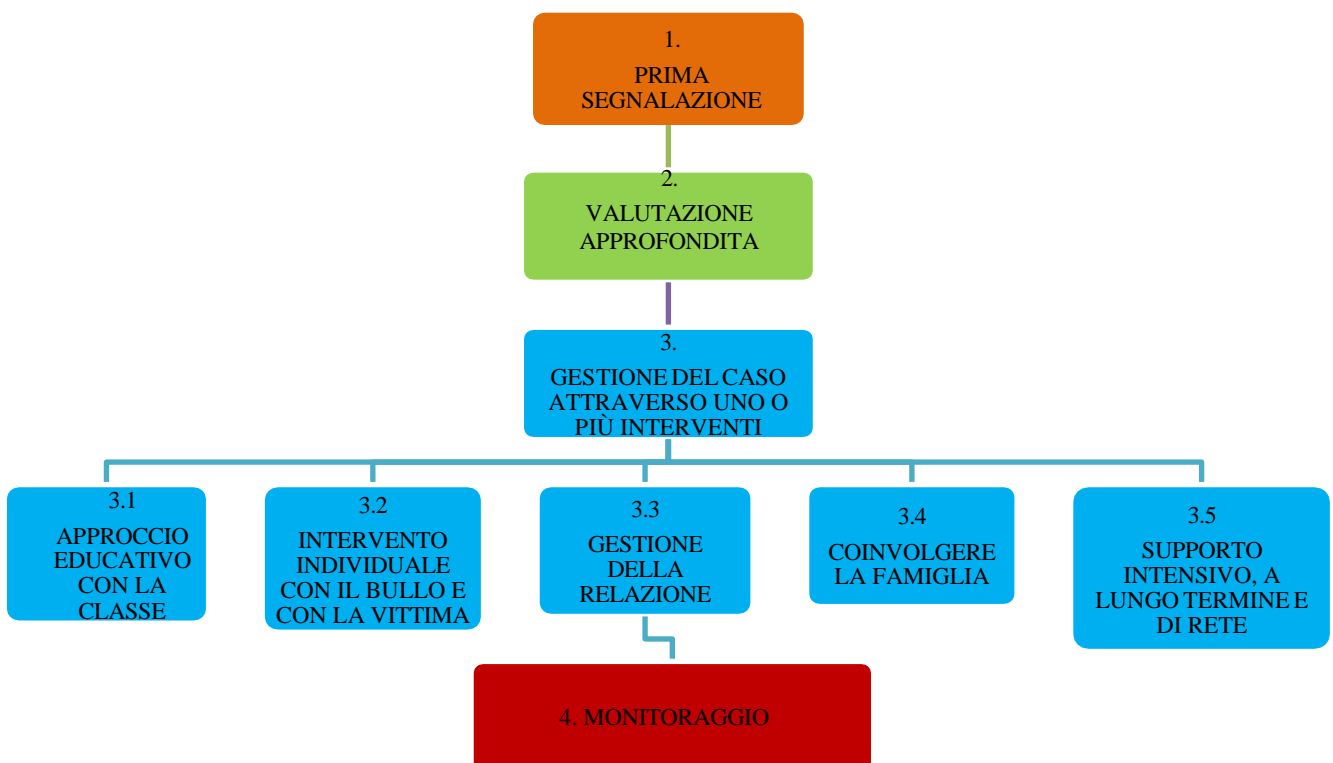 1.
PRIMA
SEGNALAZIONE
2.
VALUTAZIONE
APPROFONDITA
3.
GESTIONE DEL CASO
ATTRAVERSO UNO O
PIÙ INTERVENTI
3.1
APPROCCIO
EDUCATIVO
CON LA
CLASSE
3.2
INTERVENTO
INDIVIDUALE
CON IL BULLO E
CON LA VITTIMA
3.3
GESTIONE
DELLA
RELAZIONE
3.4
COINVOLGERE
LA FAMIGLIA
3.5
SUPPORTO
INTENSIVO, A
LUNGO TERMINE E
DI RETE
4. MONITORAGGIO